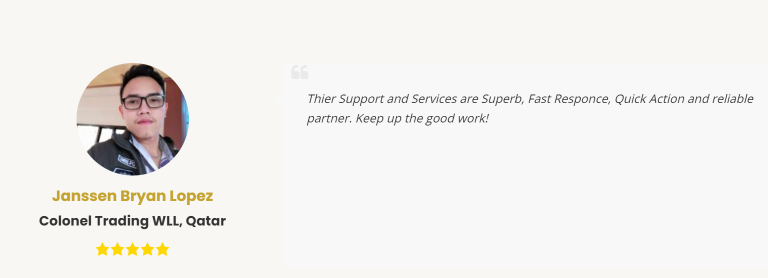 Thier Support and Services are Superb, Fast Responce, Quick Action and reliable
partner. Keep up the good work!
Janssen Bryan Lopez
Colonel Trading WLL, Qatar